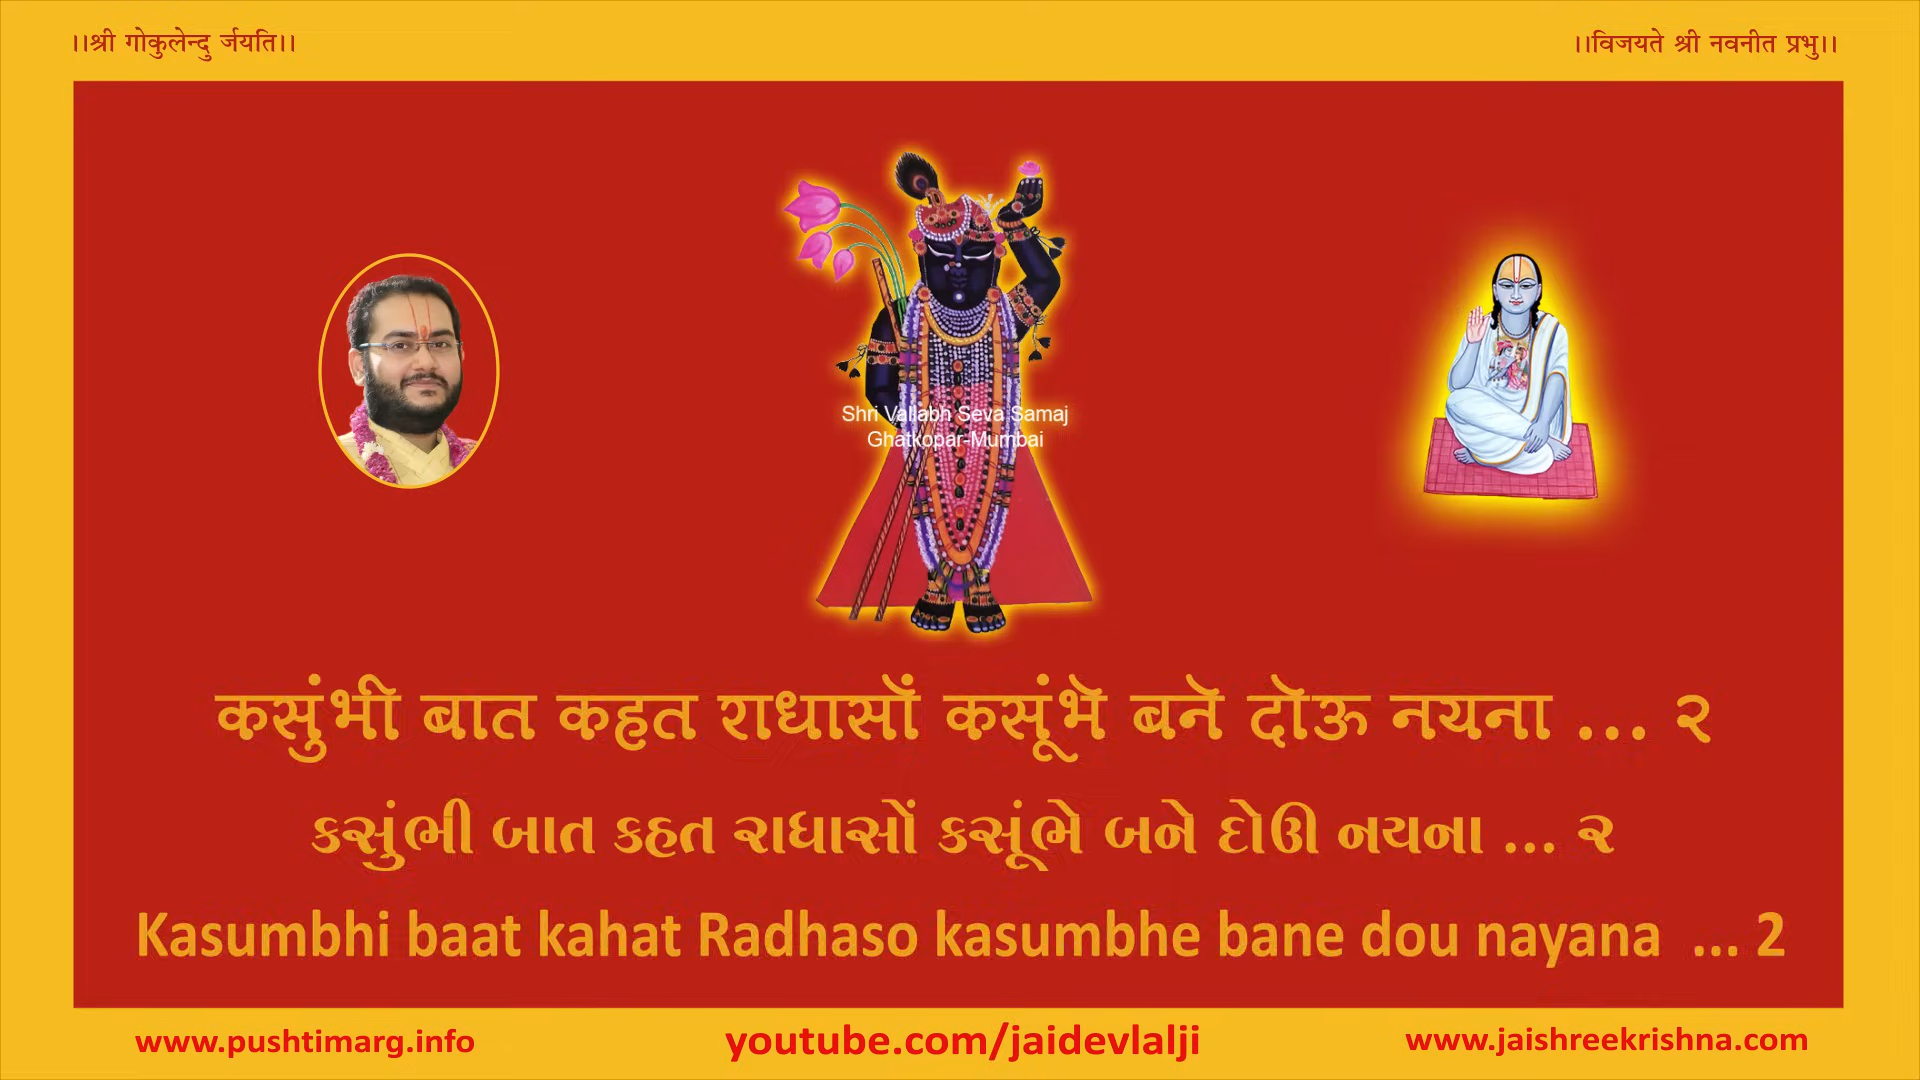 ।।श्री गोकुलेन्दु र्जयति।।
।।विजयते श्री नवनीत प्रभु।।
Shri Vallabh Seva Samaj
Ghatkopar-Mumbai
कसुंभी बात कहत राधासॉं कसूंभॅ बनॅ दॉऊ नयना ... २
કસુંભી બાત કહત રાધાસોં કસૂંભે બને દોઊ નયના ... ૨
Kasumbhi baat kahat Radhaso kasumbhe bane dou nayana ... 2
www.pushtimarg.info
youtube.com/jaidevlalji
www.jaishreekrishna.com